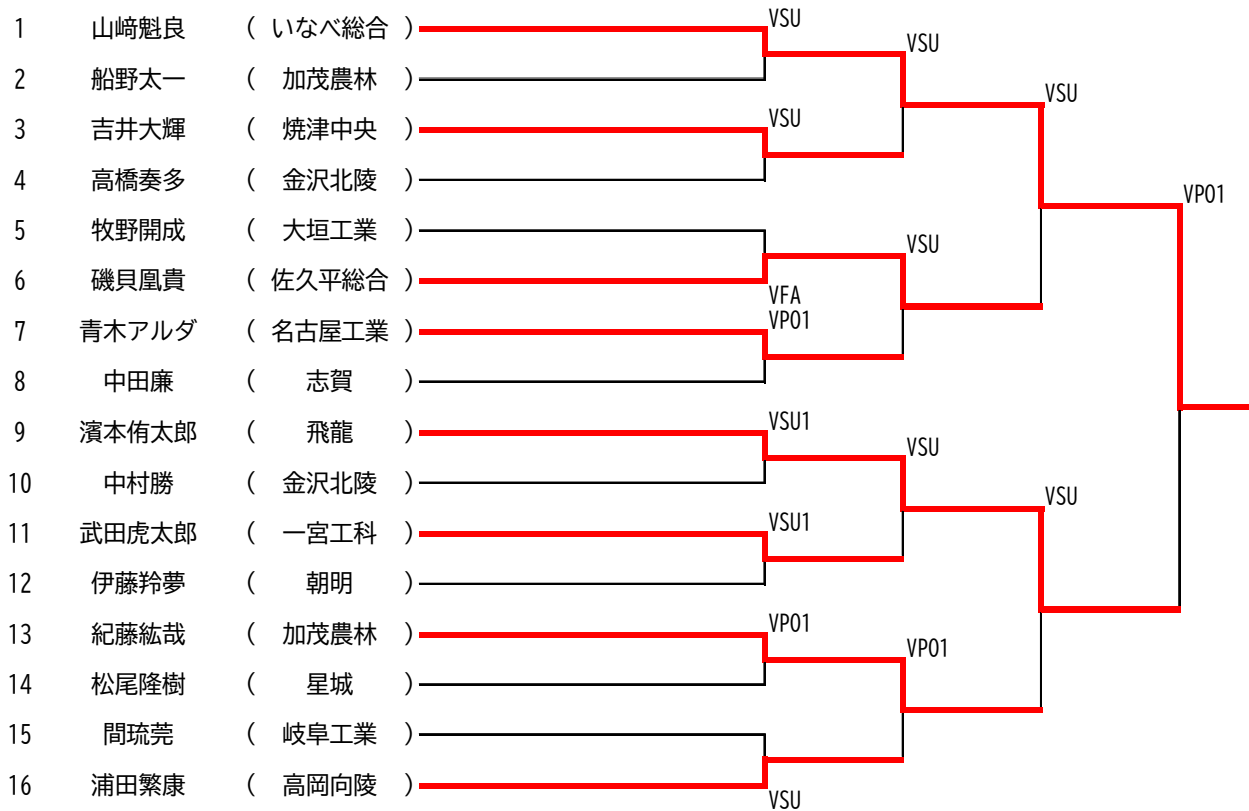 1 山﨑魁良 ( いなべ総合 ) VSU
VSU
2 船野太一 ( 加茂農林 )
VSU
3 吉井大輝 ( 焼津中央 ) VSU
4 高橋奏多 ( 金沢北陵 )
VPO1
5 牧野開成 ( 大垣工業 )
VSU
6 磯貝凰貴 ( 佐久平総合 )
VFA
7 青木アルダ ( 名古屋工業 ) VPO1
8 中田廉 ( 志賀 )
9 濱本侑太郎 ( 飛龍 ) VSU1
VSU
10 中村勝 ( 金沢北陵 )
VSU
11 武田虎太郎 ( 一宮工科 ) VSU1
12 伊藤羚夢 ( 朝明 )
13 紀藤紘哉 ( 加茂農林 ) VPO1
VPO1
14 松尾隆樹 ( 星城 )
15 間琉莞 ( 岐阜工業 )
16 浦田繁康 ( 高岡向陵 )
VSU